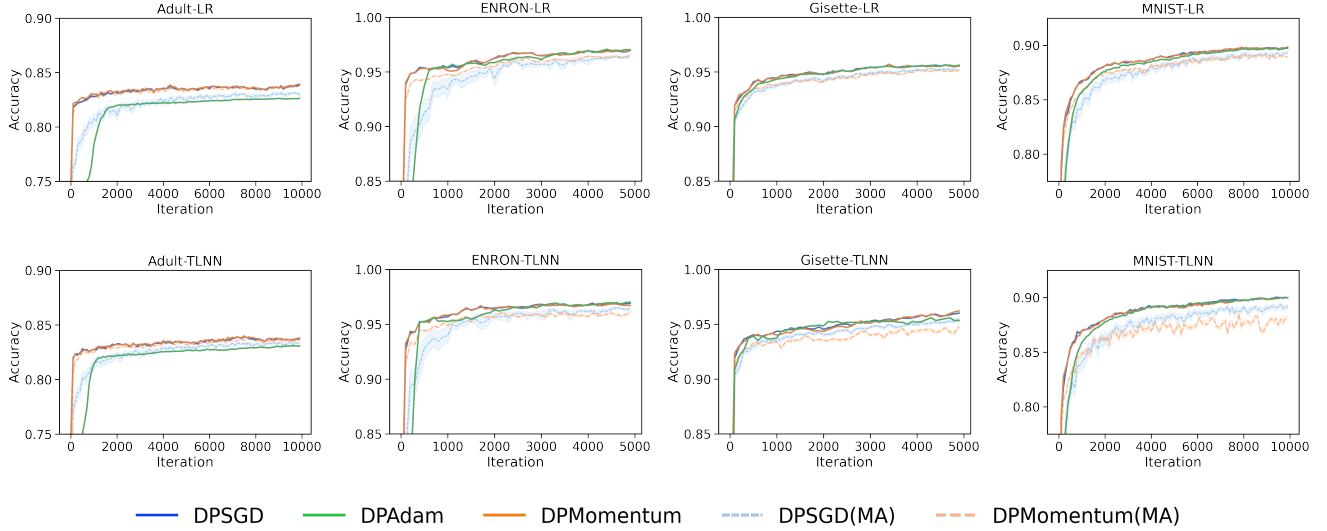 Adult-LR
ENRON-LR
Gisette-LR
MNIST-LR
0.90
0.85
0.80
0.75
Accuracy
0 2000 4000 6000 8000 10000
Iteration
1.00
0.95
0.90
0.85
Accuracy
0 1000 2000 3000 4000 5000
Iteration
1.00
0.95
0.90
0.85
Accuracy
0 1000 2000 3000 4000 5000
Iteration
0.90
0.85
0.80
Accuracy
0 2000 4000 6000 8000 10000
Iteration
Adult-TLNN
ENRON-TLNN
Gisette-TLNN
MNIST-TLNN
0.90
0.85
0.80
0.75
Accuracy
0 2000 4000 6000 8000 10000
Iteration
1.00
0.95
0.90
0.85
Accuracy
0 1000 2000 3000 4000 5000
Iteration
1.00
0.95
0.90
0.85
Accuracy
0 1000 2000 3000 4000 5000
Iteration
0.90
0.85
0.80
Accuracy
0 2000 4000 6000 8000 10000
Iteration
DPSGD DPAdam DPMomentum DPSGD(MA) DPMomentum(MA)